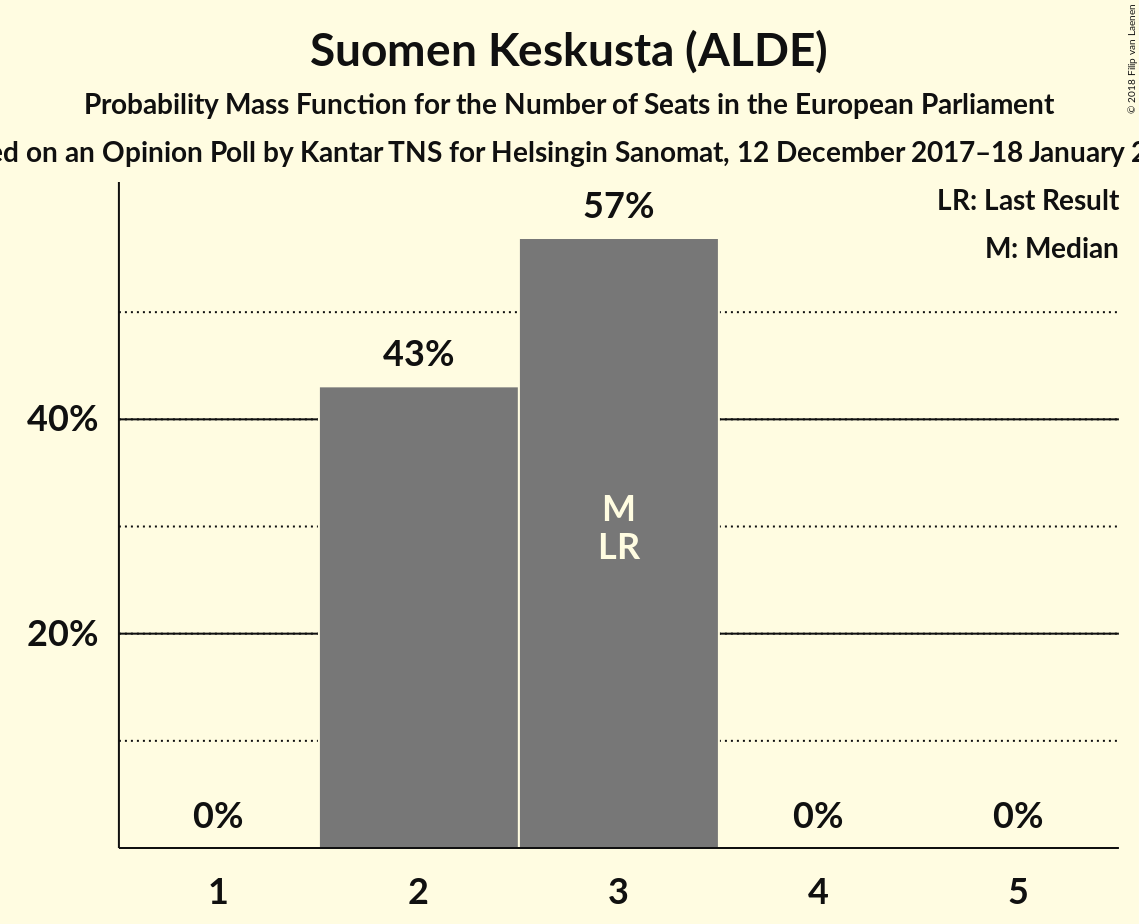 Suomen Keskusta (ALDE)
Probability Mass Function for the Number of Seats in the European Parliament
on an Opinion Poll by Kantar TNS for Helsingin Sanomat, 12 December 2017–18 January
© 2018 Filip van Laenen
LR: Last Result
M: Median
57%
43%
40%
M
LR
20%
0%
0%
0%
1
2
3
4
5